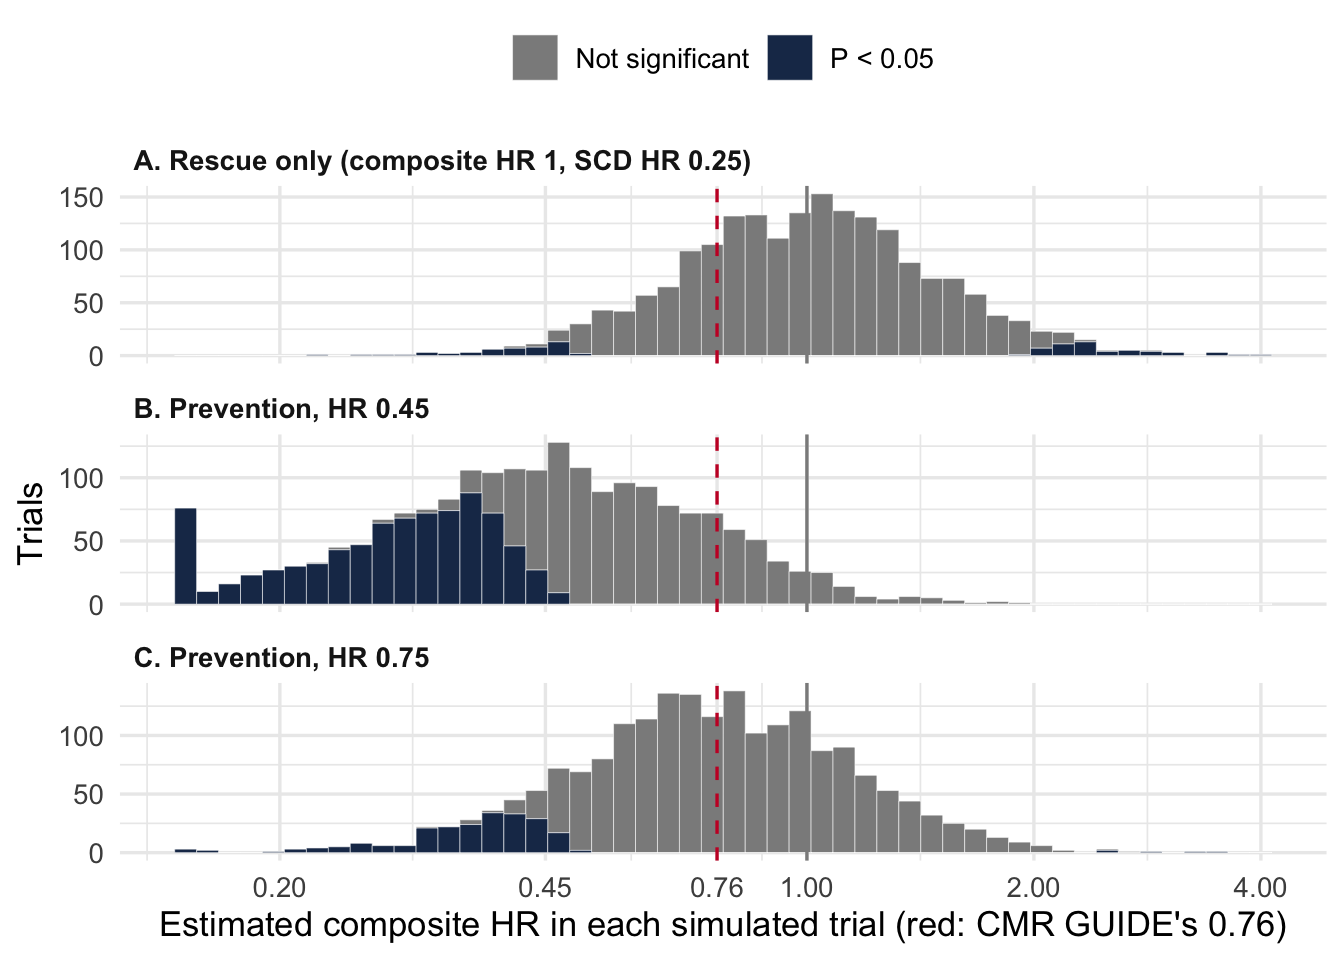 Not significant P < 0.05
A. Rescue only (composite HR 1, SCD HR 0.25)
150
100
50
0
B. Prevention, HR 0.45
100
50
0
Trials
C. Prevention, HR 0.75
100
50
0
0.20 0.45 0.76 1.00 2.00 4.00
Estimated composite HR in each simulated trial (red: CMR GUIDE's 0.76)